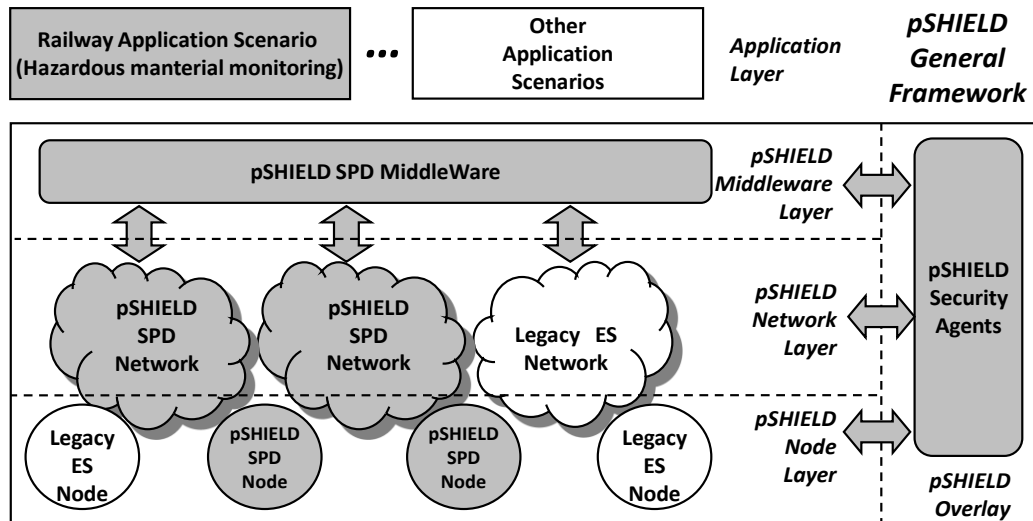 Railway Application Scenario
(Hazardous manterial monitoring)
...
Other
Application
Scenarios
Application
Layer
pSHIELD
General
Framework
pSHIELD SPD MiddleWare
pSHIELD
Middleware
Layer
pSHIELD
SPD
Network
pSHIELD
SPD
Network
Legacy ES
Network
pSHIELD
Network
Layer
pSHIELD
Security
Agents
Legacy
ES
Node
pSHIELD
SPD
Node
pSHIELD
SPD
Node
Legacy
ES
Node
pSHIELD
Node
Layer
pSHIELD
Overlay